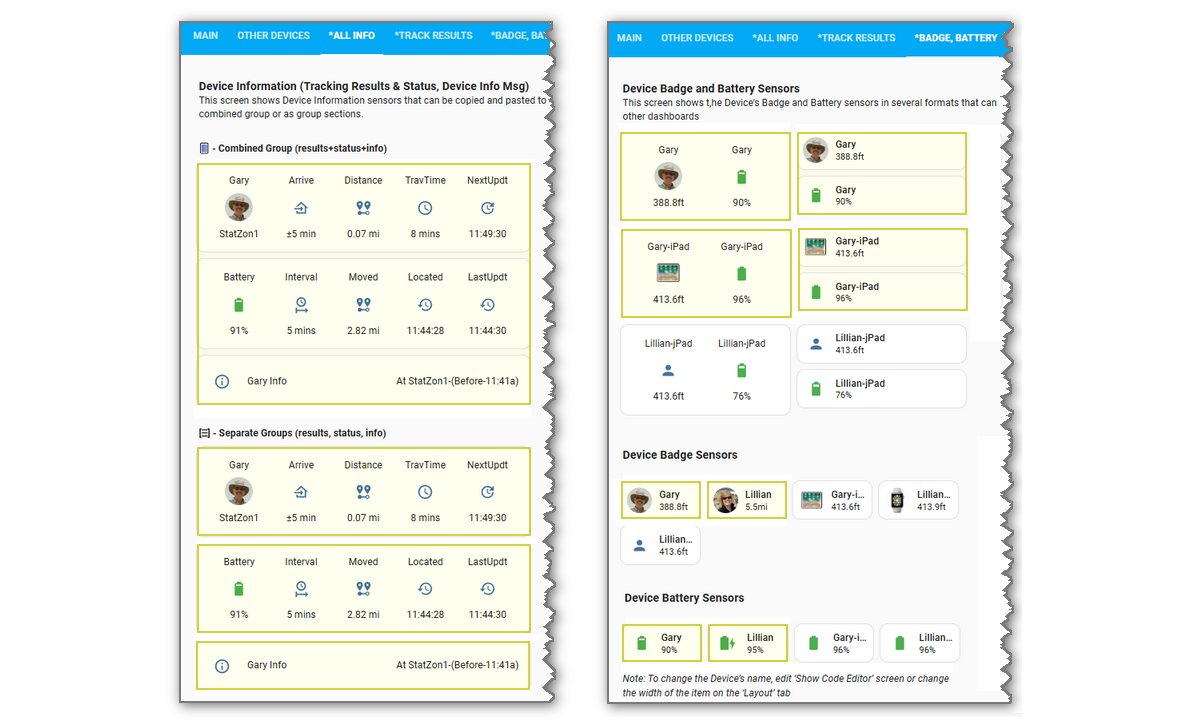 MAIN OTHER DEVICES *ALL INFO *TRACK RESULTS *BADGE, BA
Device Information (Tracking Results & Status, Device Info Msg)
This screen shows Device Information sensors that can be copied and pasted to
combined group or as group sections.
- Combined Group (results+status+info)
Gary Arrive Distance TravTime NextUpdt
StatZon1 ±5 min 0.07 mi 8 mins 11:49:30
Battery Interval Moved Located LastUpdt
91% 5 mins 2.82 mi 11:44:28 11:44:30
Gary Info At StatZon1-(Before-11:41a)
- Separate Groups (results, status, info)
Gary Arrive Distance TravTime NextUpdt
StatZon1 ±5 min 0.07 mi 8 mins 11:49:30
Battery Interval Moved Located LastUpdt
91% 5 mins 2.82 mi 11:44:28 11:44:30
Gary Info At StatZon1-(Before-11:41a)
MAIN OTHER DEVICES *ALL INFO *TRACK RESULTS *BADGE, BATTERY
Device Badge and Battery Sensors
This screen shows t,he Device's Badge and Battery sensors in several formats that can
other dashboards
Gary Gary
388.8ft 90%
Gary
388.8ft
Gary
90%
Gary-iPad Gary-iPad
413.6ft 96%
Gary-iPad
413.6ft
Gary-iPad
96%
Lillian-jPad Lillian-jPad
413.6ft 76%
Lillian-jPad
413.6ft
Lillian-jPad
76%
Device Badge Sensors
Gary Lillian Gary-i... Lillian...
388.8ft 5.5mi 413.6ft 413.9ft
Lillian...
413.6ft
Device Battery Sensors
Gary Lillian Gary-i... Lillian...
90% 95% 96% 96%
Note: To change the Device's name, edit 'Show Code Editor' screen or change
the width of the item on the 'Layout' tab